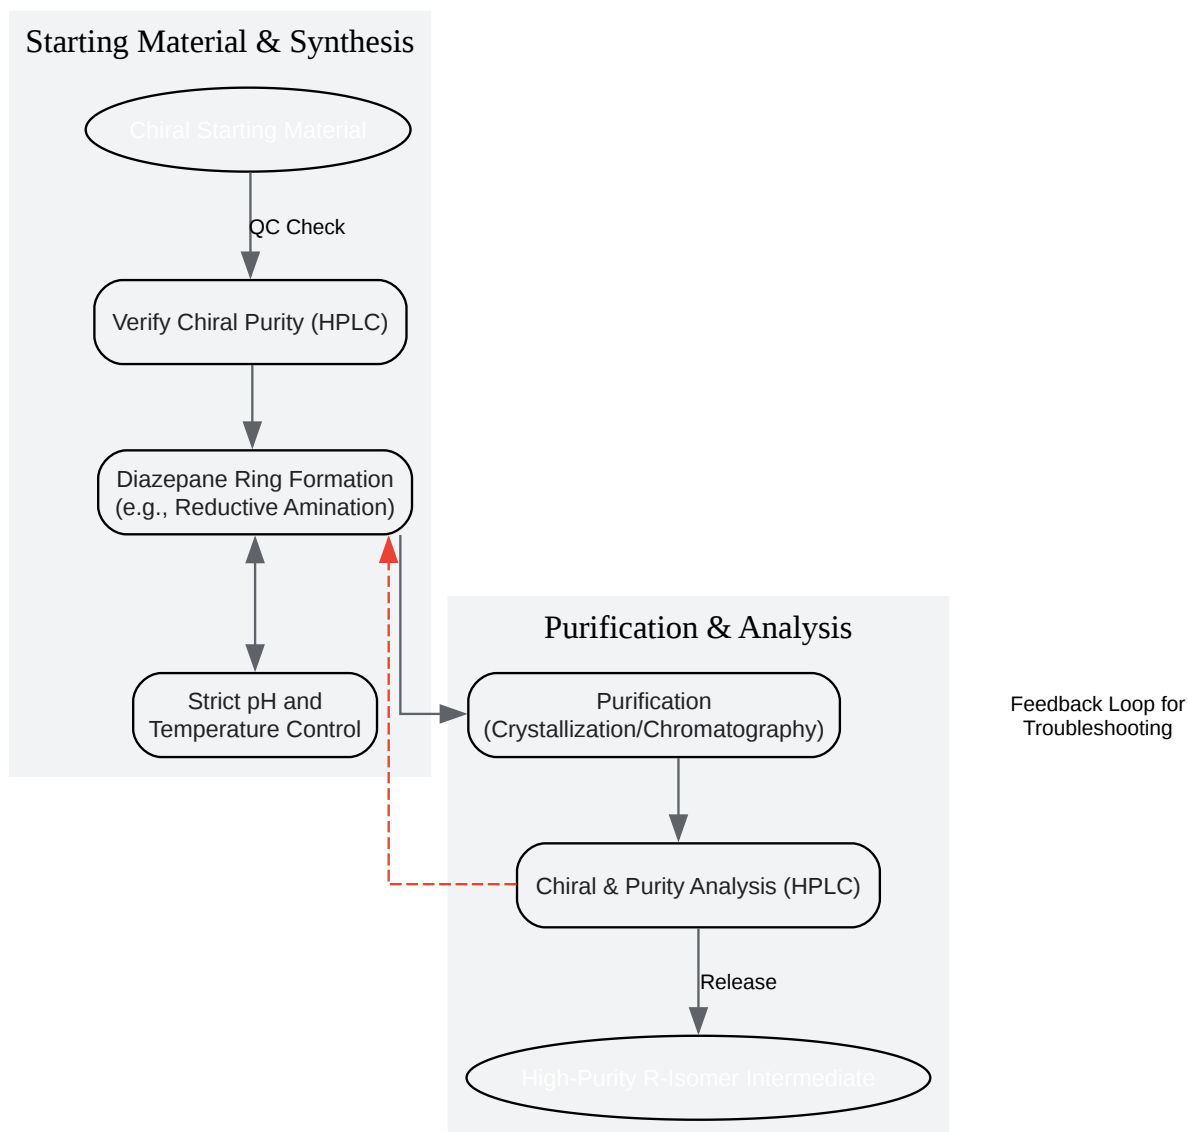 Starting Material & Synthesis
Chiral Starting Material
QC Check
Verify Chiral Purity (HPLC)
Diazepane Ring Formation
(e.g., Reductive Amination)
Strict pH and
Temperature Control
Purification & Analysis
Purification
(Crystallization/Chromatography)
Feedback Loop for
Troubleshooting
Chiral & Purity Analysis (HPLC)
Release
High-Purity R-Isomer Intermediate